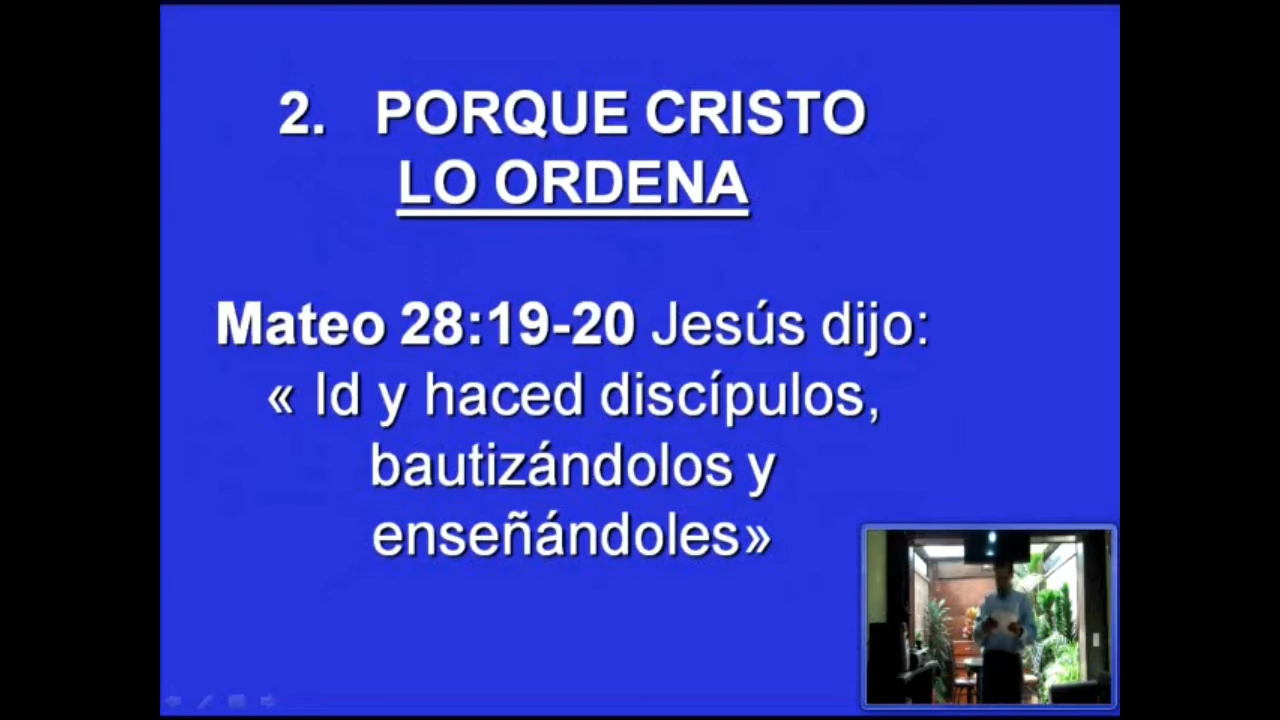 2. PORQUE CRISTO
LO ORDENA
Mateo 28:19-20 Jesús dijo:
« Id y haced discípulos,
bautizándolos y
enseñándoles»